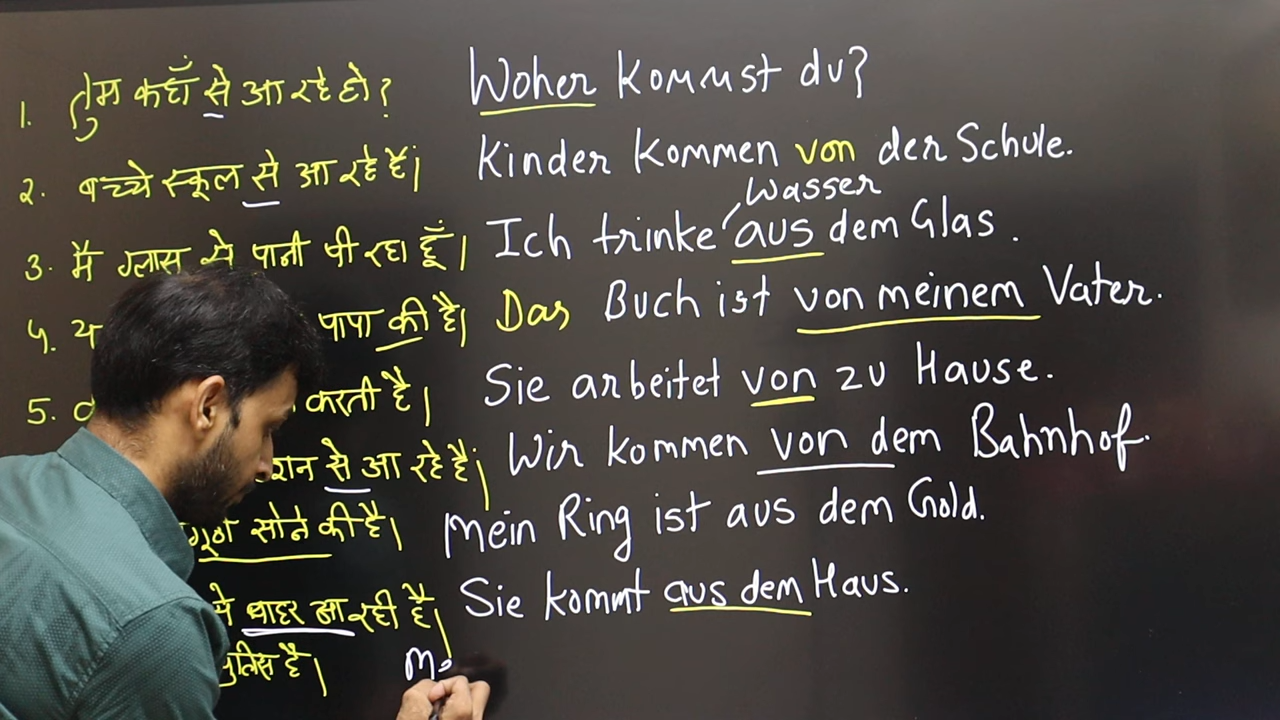 1. तुम कहाँ से आ रहे हो? Woher kommst du?
2. बच्चे स्कूल से आ रहे हैं। Kinder kommen von der Schule.
Wasser
3. मैं ग्लास से पानी पी रहा हूँ। Ich trinke aus dem Glas.
4. पापा की है। Das Buch ist von meinem Vater.
5. करती है। Sie arbeitet von zu Hause.
से आ रहे हैं। Wir kommen von dem Bahnhof.
सोने की है। Mein Ring ist aus dem Gold.
से बाहर आ रही है। Sie kommt aus dem Haus.
है।